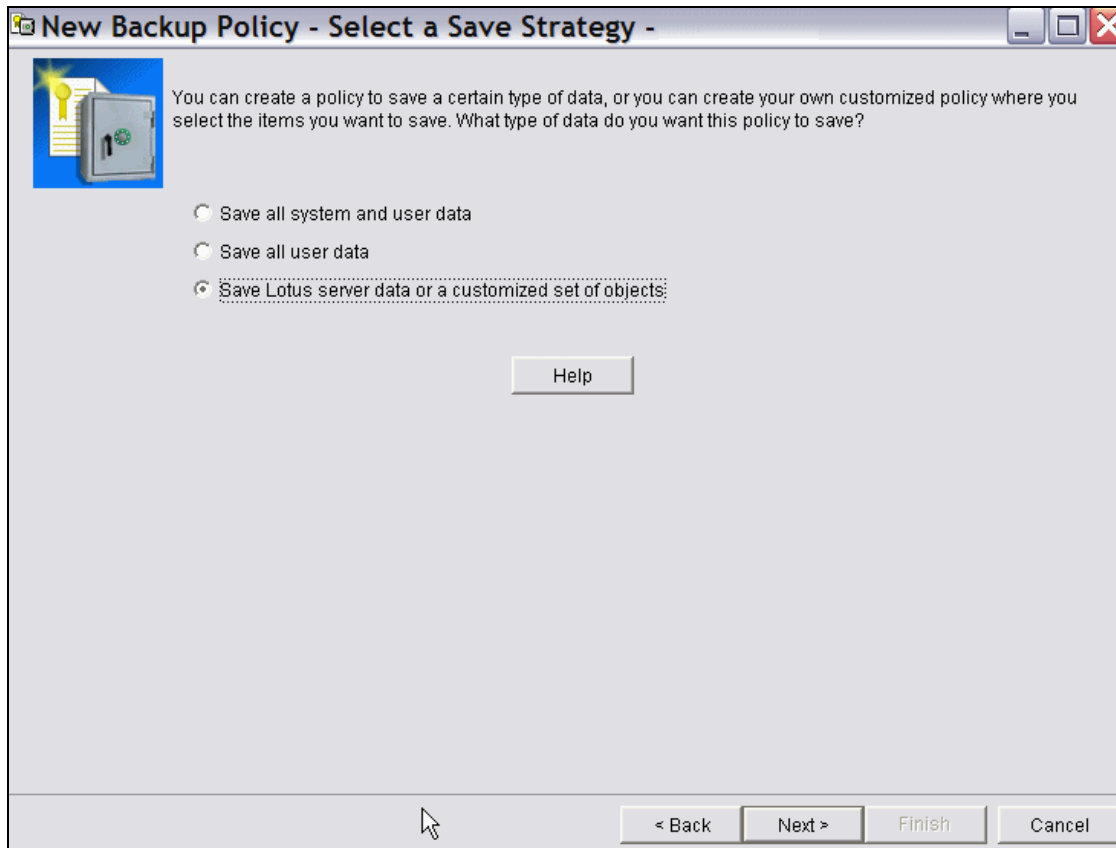 New Backup Policy - Select a Save Strategy -
You can create a policy to save a certain type of data, or you can create your own customized policy where you
select the items you want to save. What type of data do you want this policy to save?
Save all system and user data
Save all user data
Save Lotus server data or a customized set of objects
Help
< Back Next > Finish Cancel